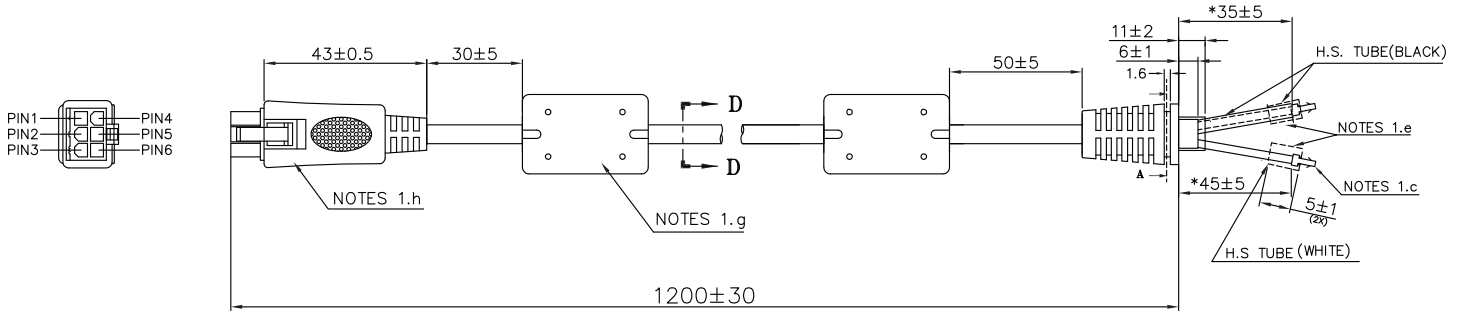 *35±5
11±2
6±1
1.6
H.S. TUBE(BLACK)
43±0.5
30±5
50±5
D
PIN1
PIN4
PIN2
PIN5
PIN3
PIN6
NOTES 1.e
D
A
NOTES 1.h
NOTES 1.g
*45±5
NOTES 1.c
5±1
(2X)
H.S TUBE(WHITE)
1200±30